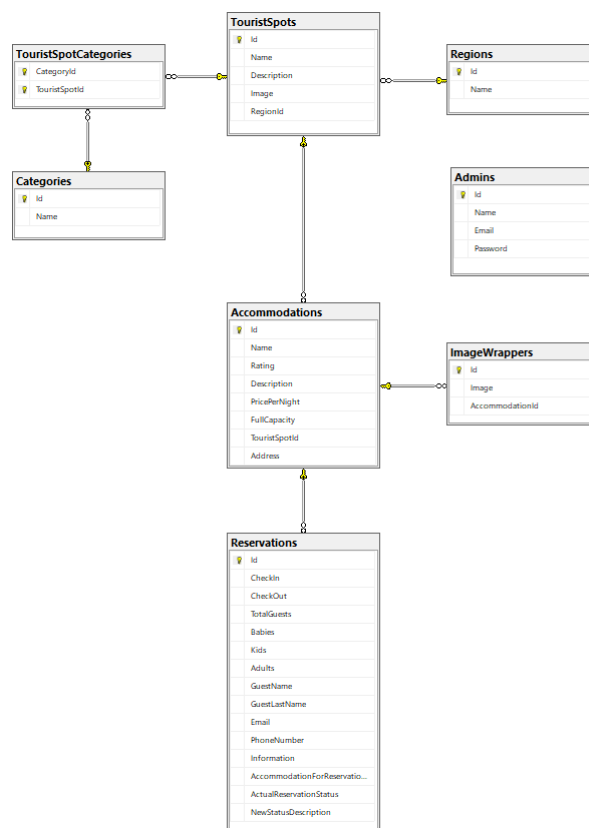 TouristSpots
Id
Name
Description
Image
RegionId
TouristSpotCategories
CategoryId
TouristSpotId
Regions
Id
Name
Categories
Id
Name
Admins
Id
Name
Email
Password
Accommodations
Id
Name
Rating
Description
PricePerNight
FullCapacity
TouristSpotId
Address
ImageWrappers
Id
Image
AccommodationId
Reservations
Id
CheckIn
CheckOut
TotalGuests
Babies
Kids
Adults
GuestName
GuestLastName
Email
PhoneNumber
Information
AccommodationForReservatio...
ActualReservationStatus
NewStatusDescription